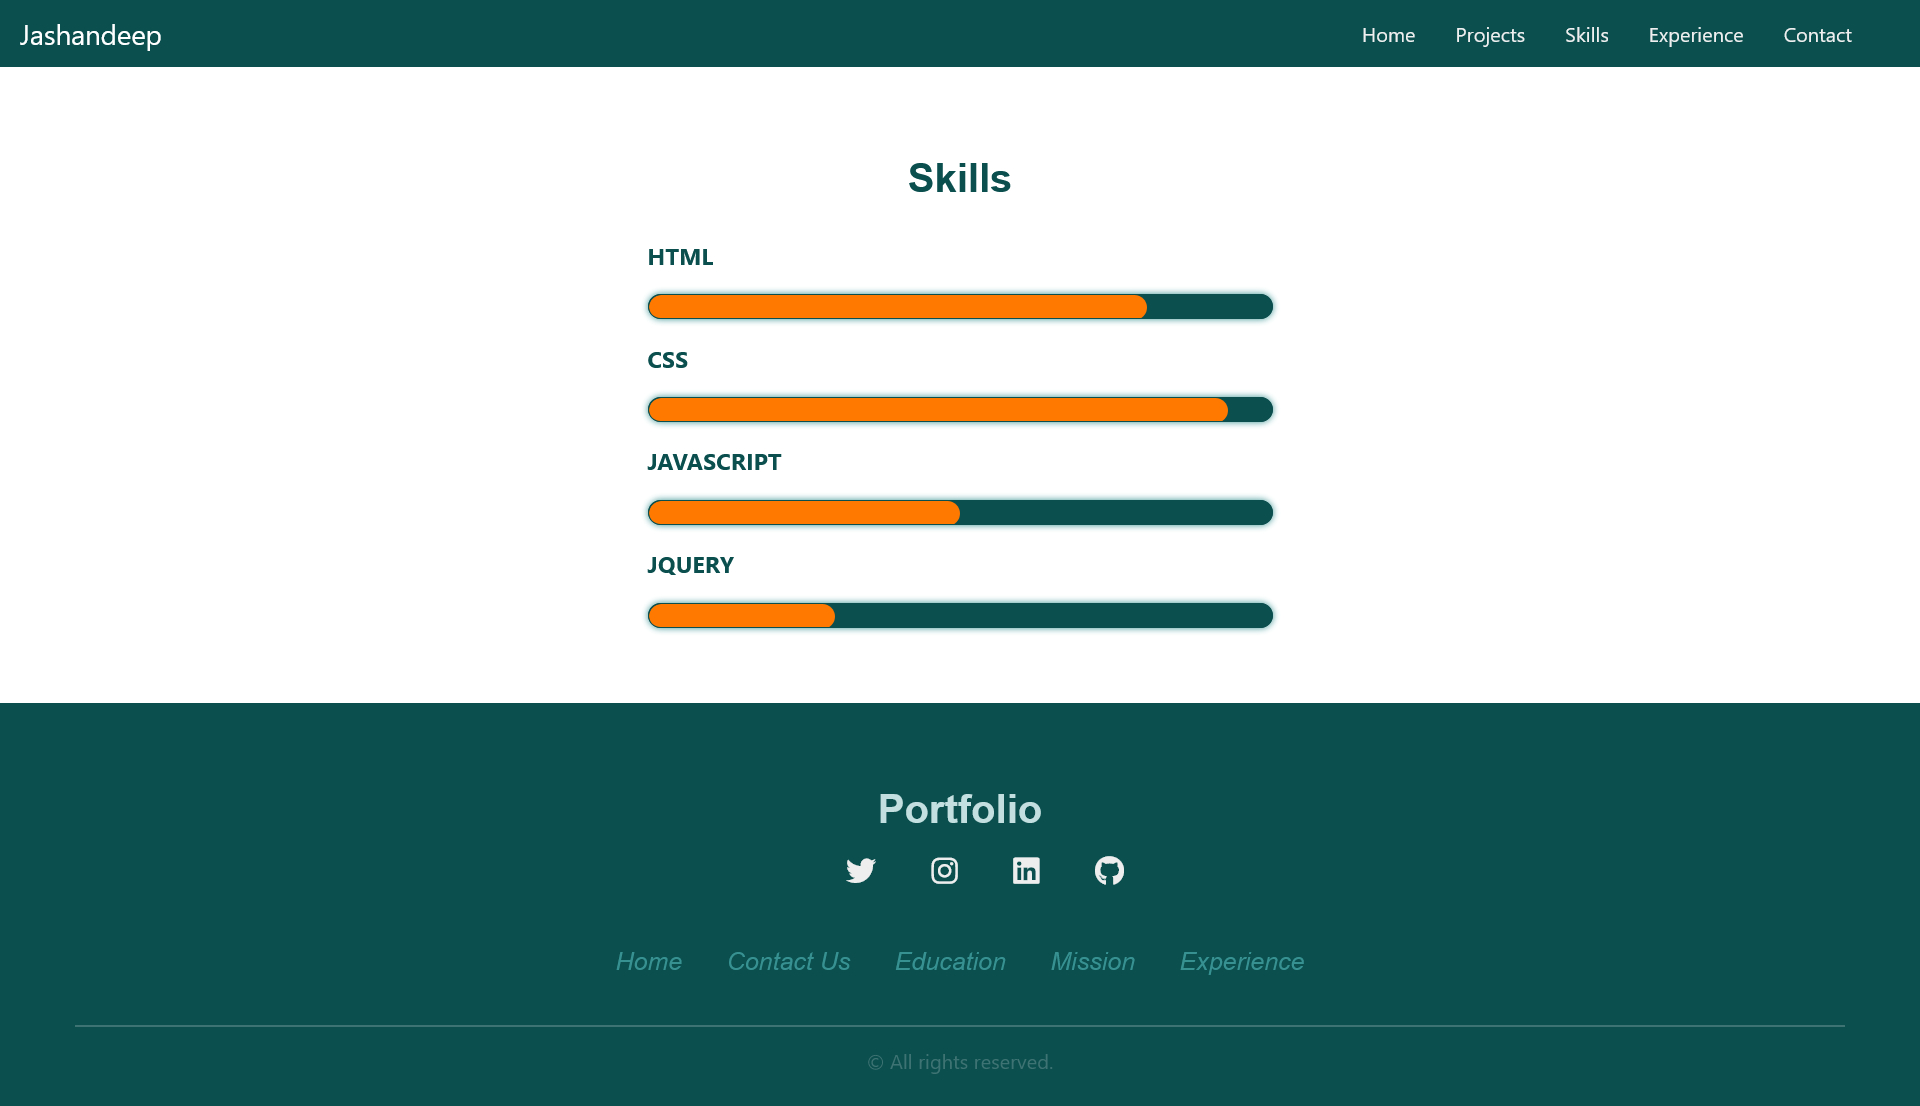 Jashandeep Home Projects Skills Experience Contact
Skills
HTML
CSS
JAVASCRIPT
JQUERY
Portfolio
Home Contact Us Education Mission Experience
© All rights reserved.